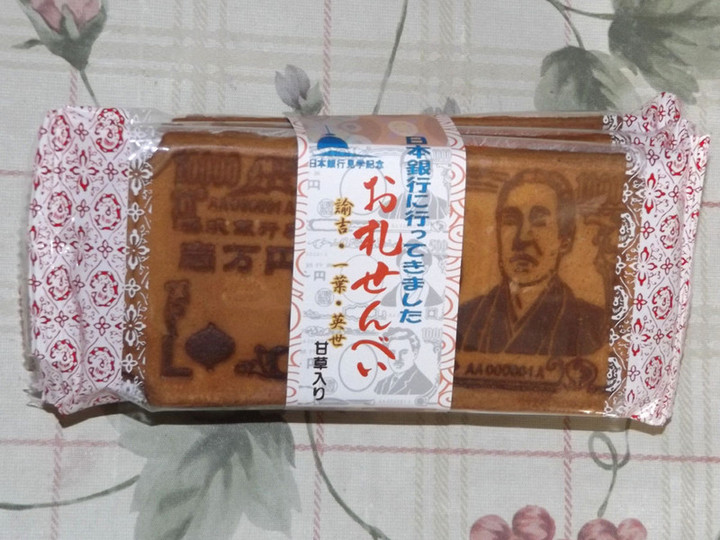 日本銀行見学記念
日本銀行に行ってきました
お札せんべい
諭吉・一葉・英世
甘草入り
壱万円
AA000001A